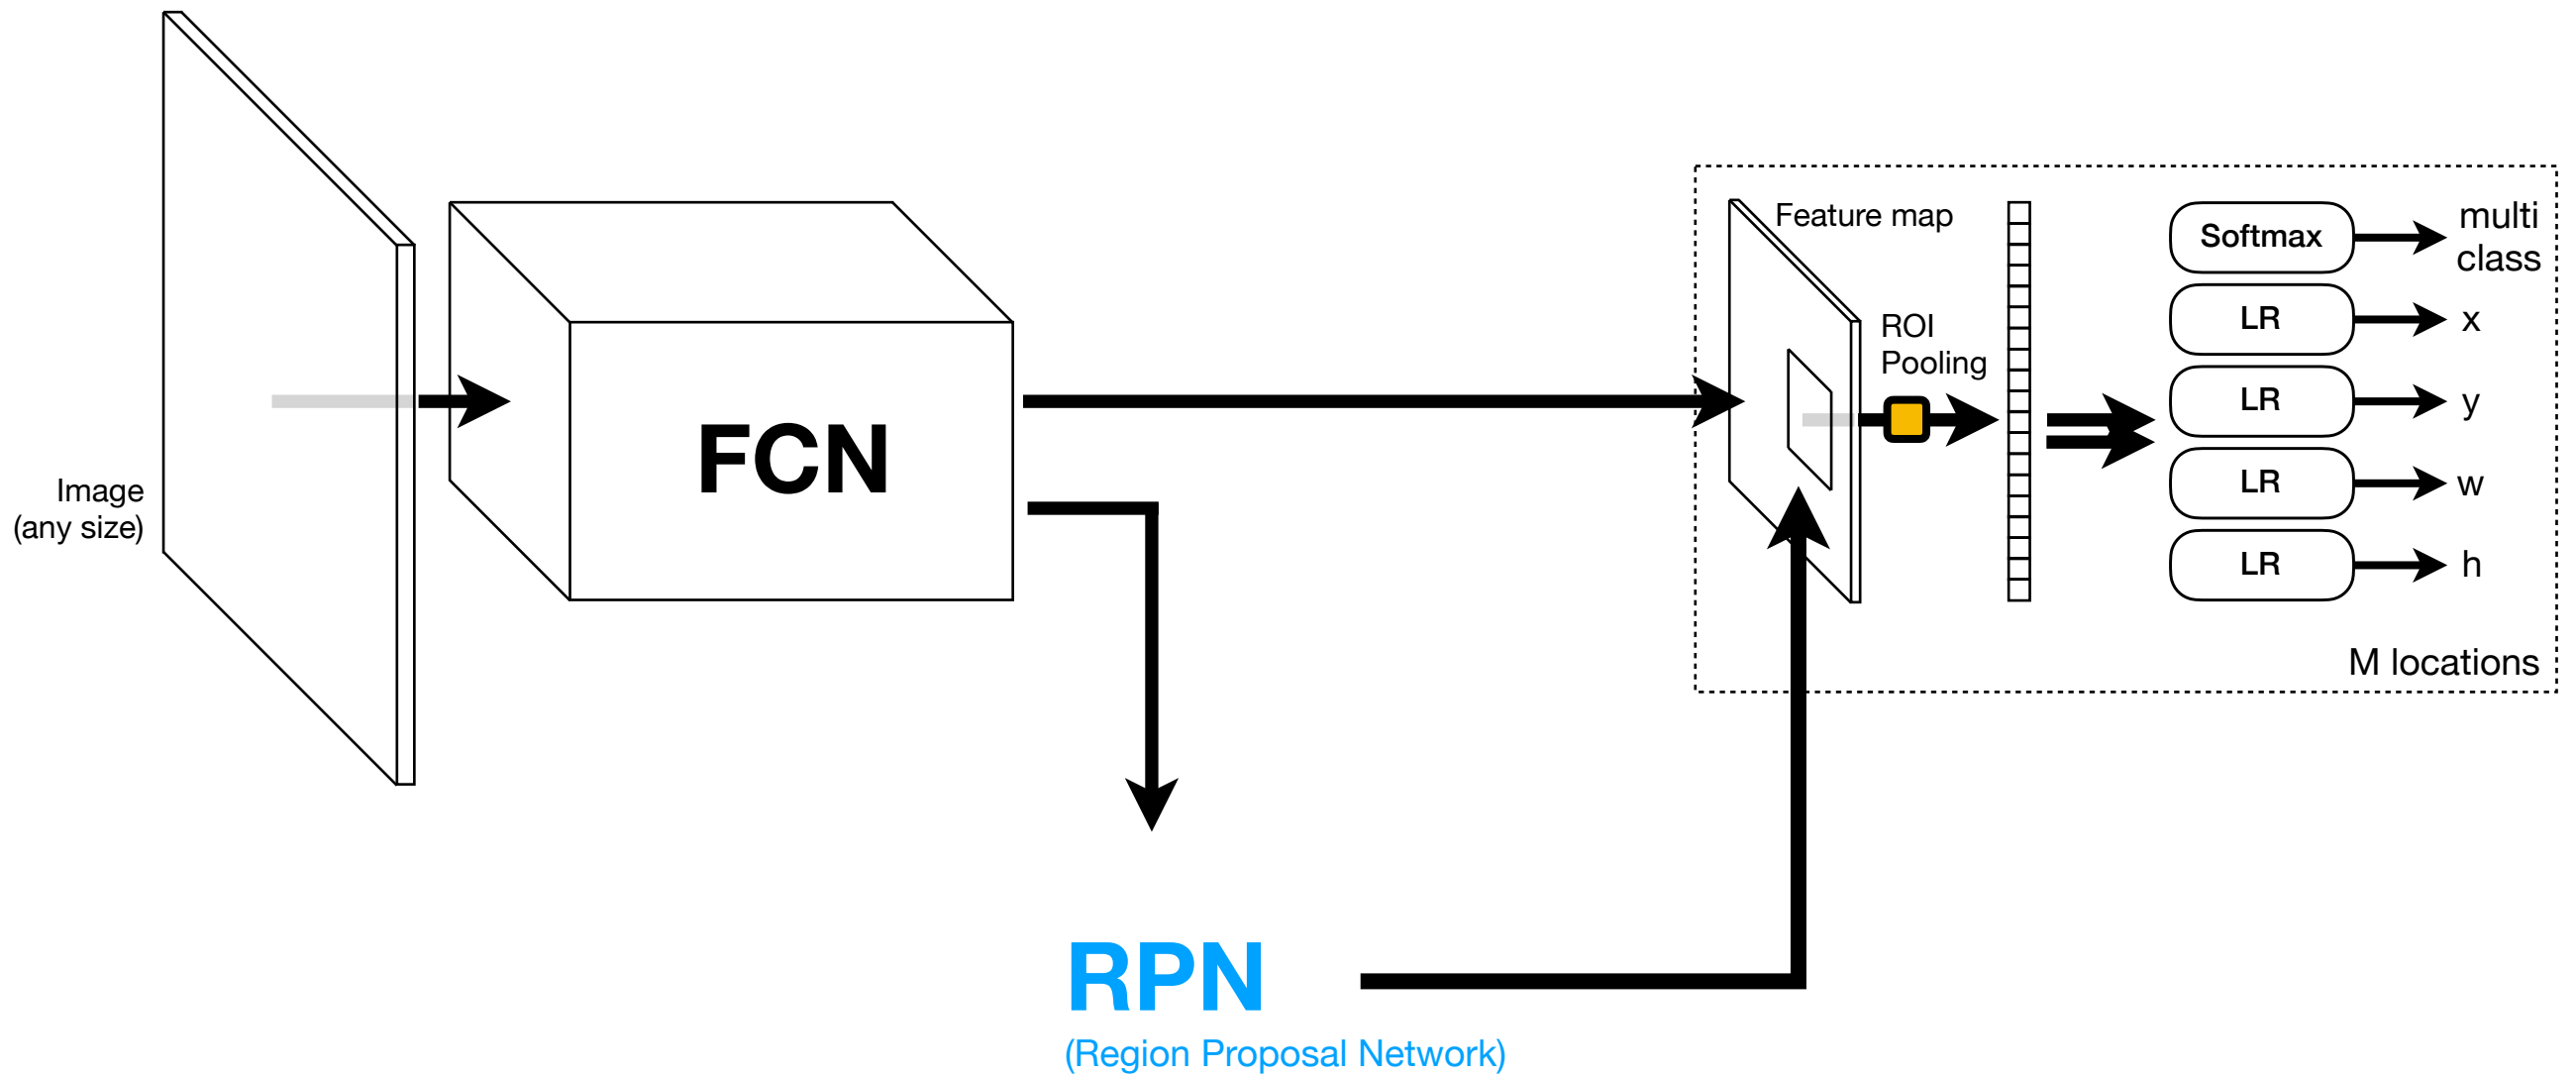 Image
(any size)
FCN
RPN
(Region Proposal Network)
Feature map
ROI
Pooling
Softmax
multi
class
LR
x
LR
y
LR
w
LR
h
M locations